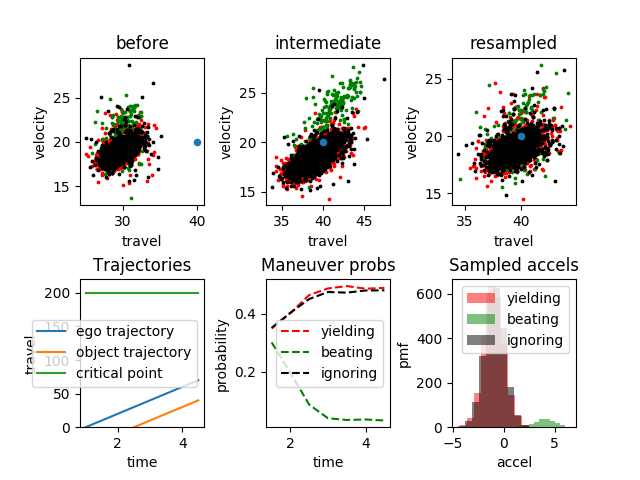 before
intermediate
resampled
velocity
25
20
15
30
40
travel
velocity
25
20
15
35
40
45
travel
velocity
25
20
15
35
40
travel
Trajectories
Maneuver probs
Sampled accels
travel
200
150
100
50
0
ego trajectory
object trajectory
critical point
2
4
time
probability
0.4
0.2
yielding
beating
ignoring
2
4
time
pmf
600
400
200
0
yielding
beating
ignoring
−5
0
5
accel